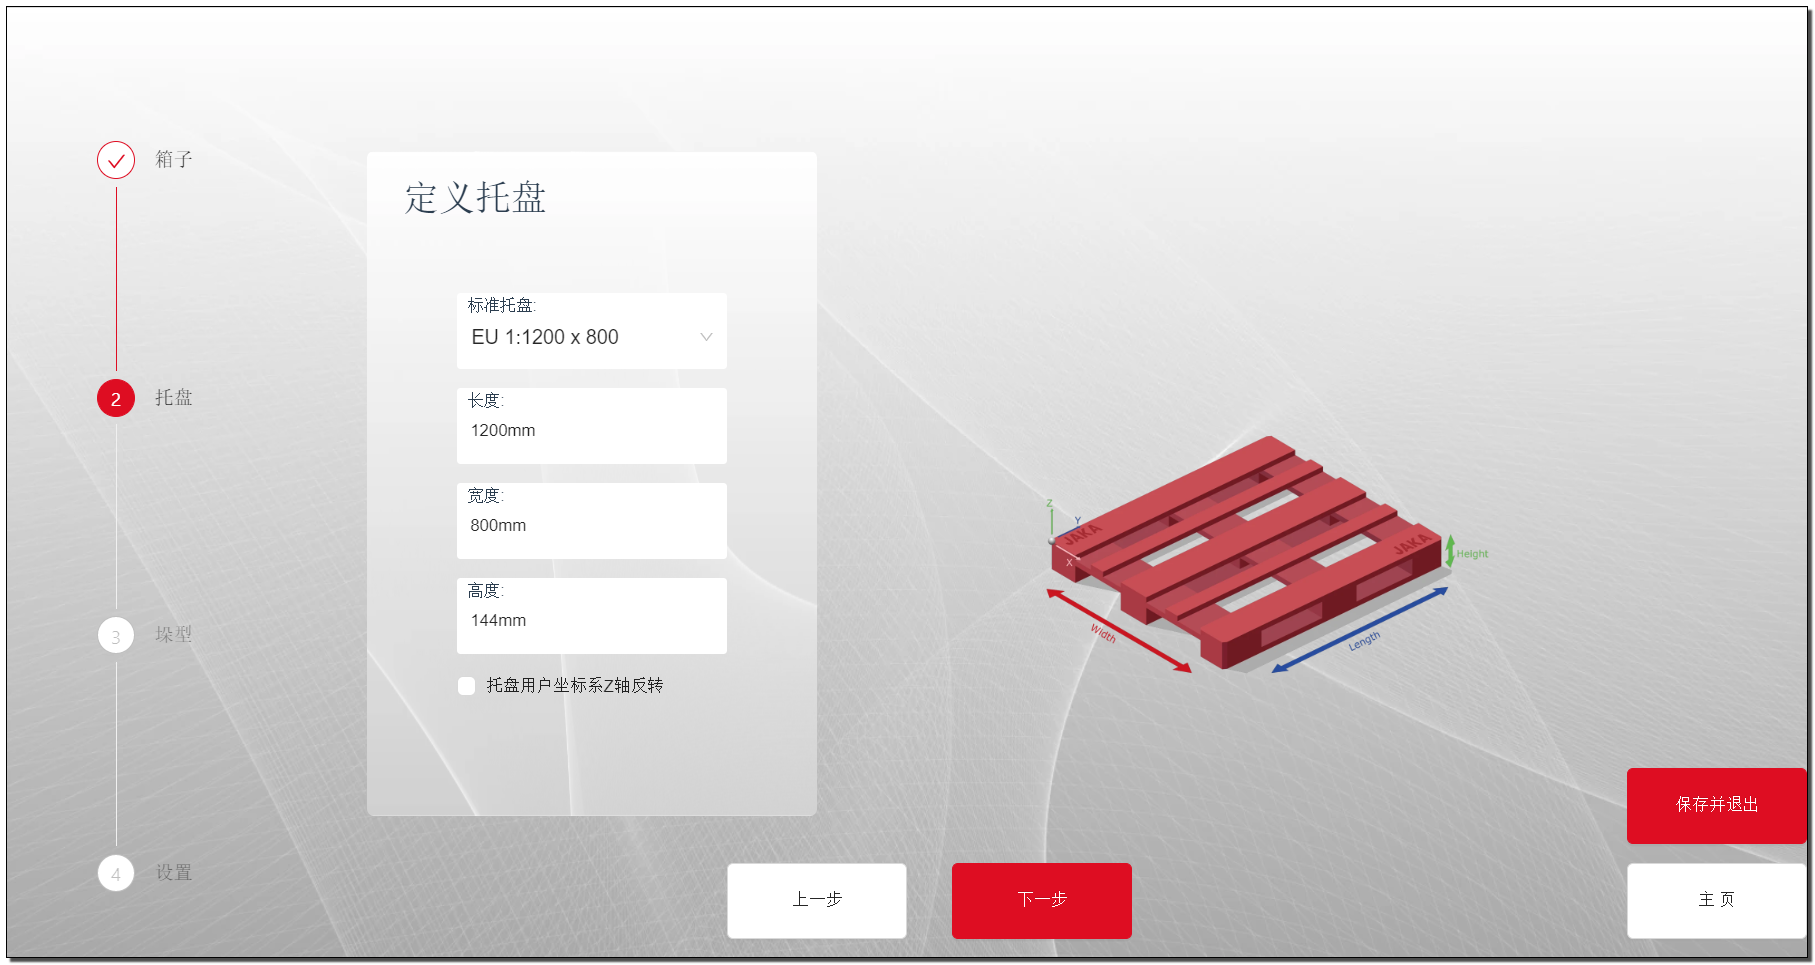 箱子
2
托盘
3
垛型
4
设置
定义托盘
标准托盘:
EU 1:1200 x 800
长度:
1200mm
宽度:
800mm
高度:
144mm
托盘用户坐标系Z轴反转
Z
Y
X
JAKA
JAKA
Height
Width
Length
保存并退出
上一步
下一步
主 页